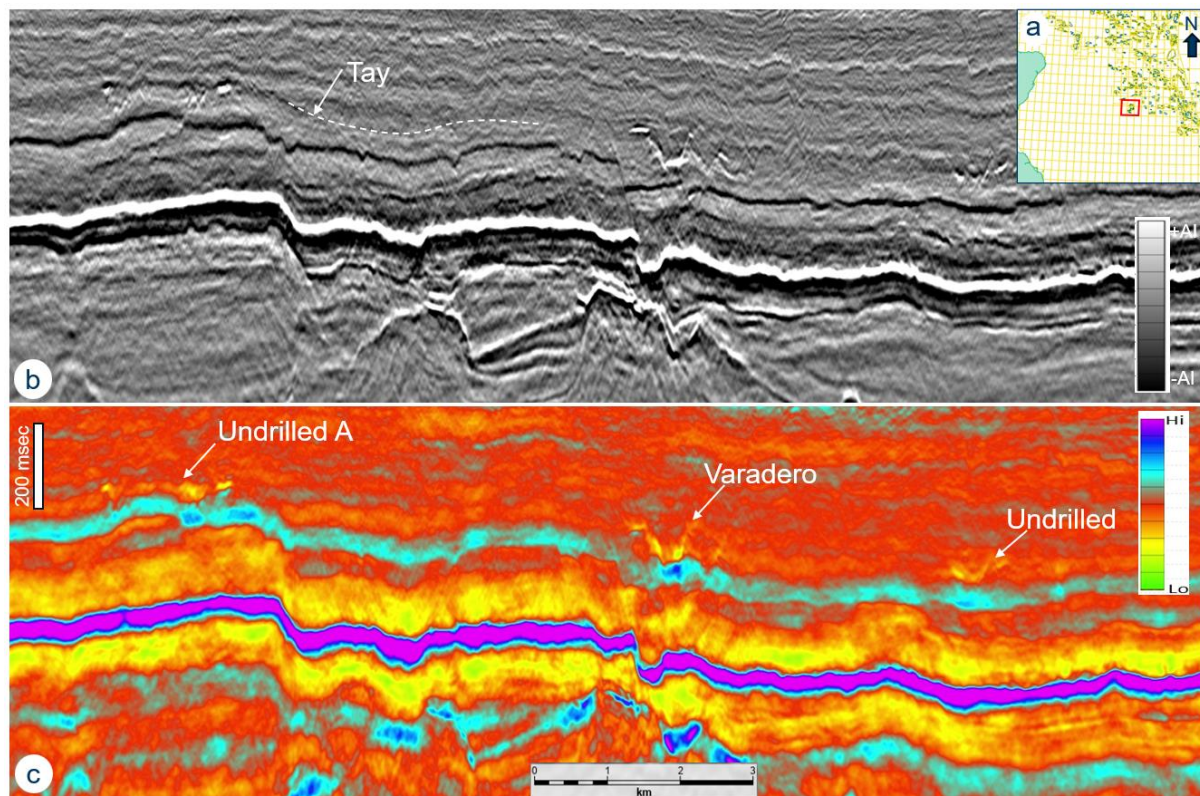 a
N
Tay
+AI
-AI
b
200 msec
Undrilled A
Varadero
Undrilled
Hi
Lo
c
0 1 2 3
km